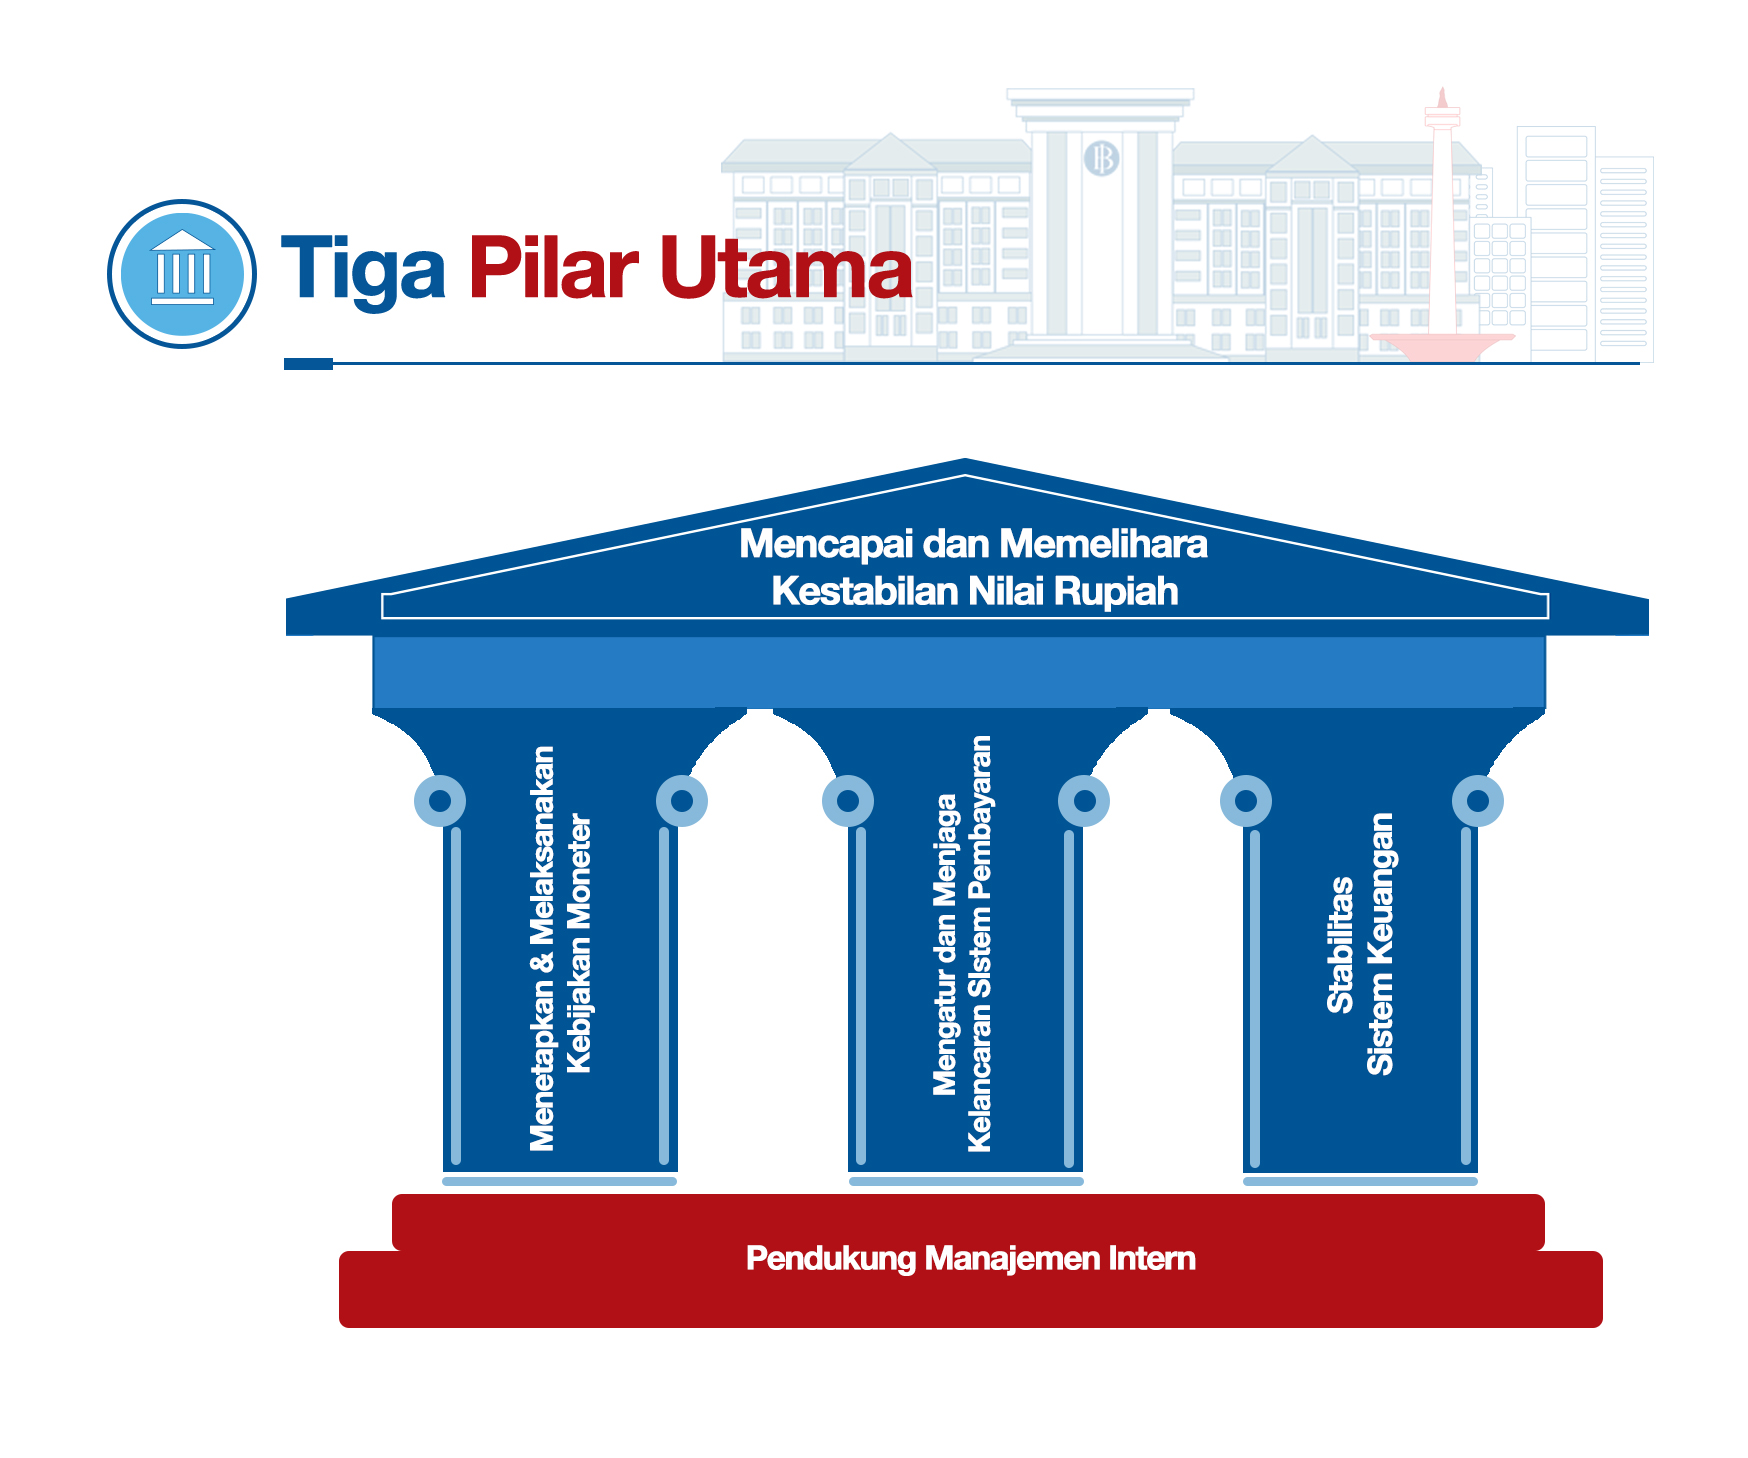 Tiga Pilar Utama
Mencapai dan Memelihara
Kestabilan Nilai Rupiah
Menetapkan & Melaksanakan
Kebijakan Moneter
Mengatur dan Menjaga
Kelancaran SIstem Pembayaran
Stabilitas
Sistem Keuangan
Pendukung Manajemen Intern